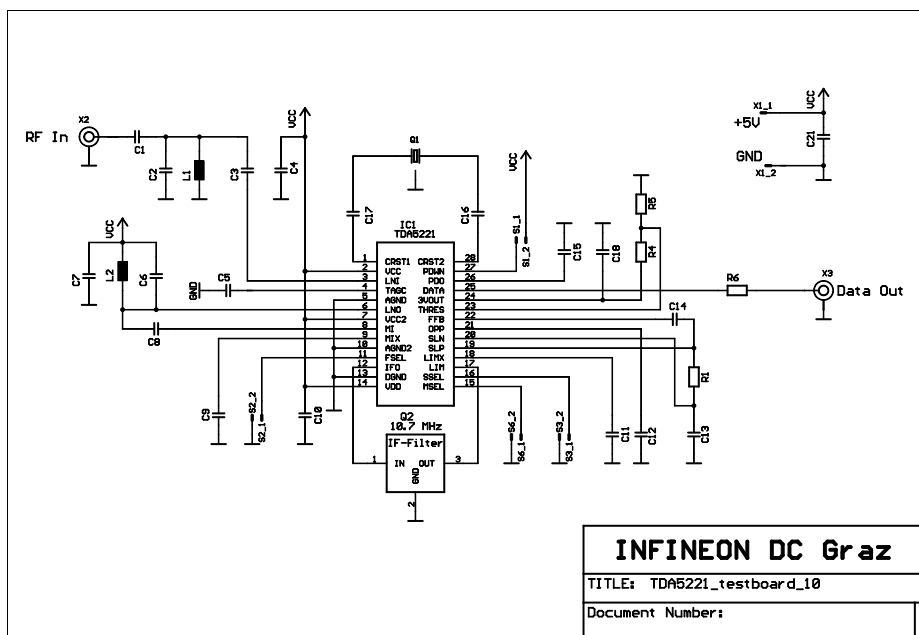 RF In
X2
C1
C2
L1
C3
C4
VCC
Q1
C17
C16
VCC
S1_1
S1_2
X1_1
+5V
GND
X1_2
VCC
C21
VCC
C7
L2
C6
C8
GND
C5
IC1
TDA5221
1 CRST1 CRST2 28
2 VCC PDWN 27
3 LNI PDO 26
4 TAGC DATA 25
5 AGND 3VOUT 24
6 LNO THRES 23
7 VCC2 FFB 22
8 MI OPP 21
9 MIX SLN 20
10 AGND2 SLP 19
11 FSEL LIMX 18
12 IFO LIM 17
13 DGND SSEL 16
14 VDD MSEL 15
C15
C18
R5
R4
R6
X3
Data Out
C14
R1
C9
S2_2
S2_1
C10
Q2
10.7 MHz
IF-Filter
1 IN OUT 3
GND
2
S6_2
S6_1
S3_2
S3_1
C11
C12
C13
INFINEON DC Graz
TITLE: TDA5221_testboard_10
Document Number: